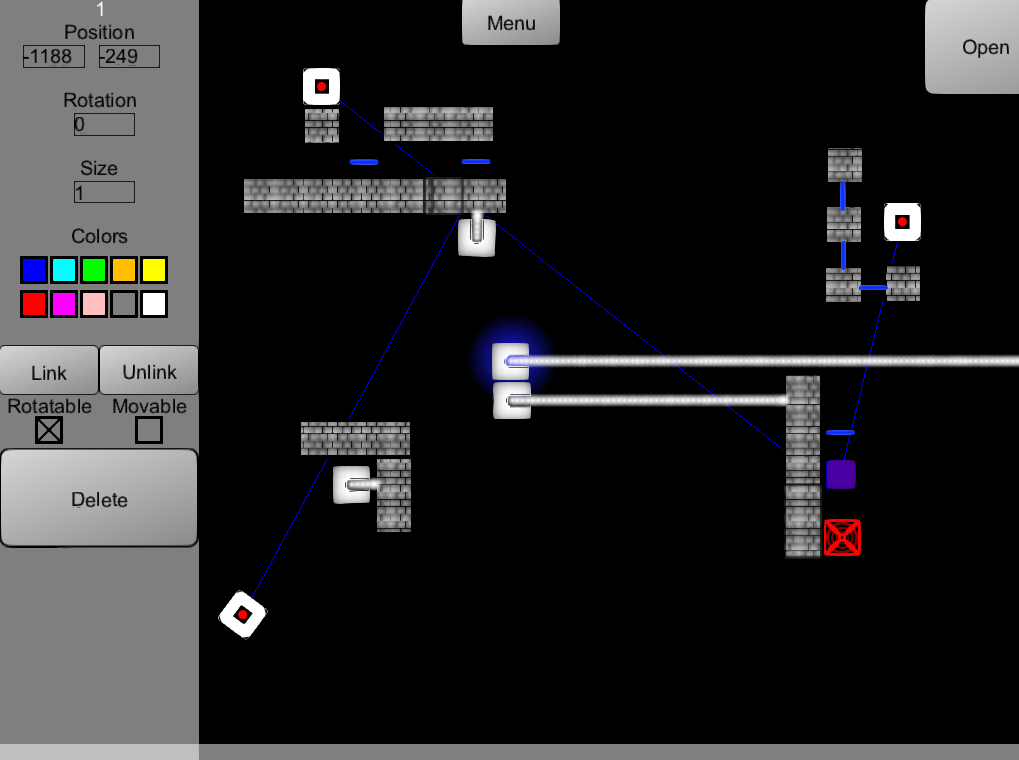 1
Position
-1188 -249
Rotation
0
Size
1
Colors
Link Unlink
Rotatable Movable
Delete
Menu
Open